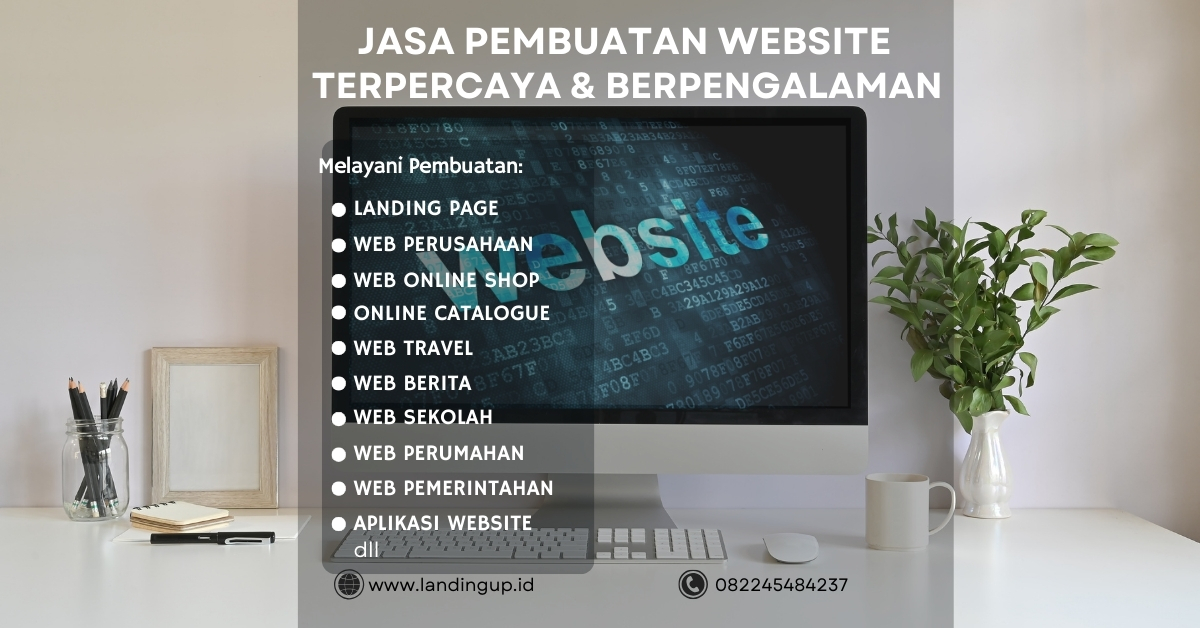 JASA PEMBUATAN WEBSITE
TERPERCAYA & BERPENGALAMAN
Melayani Pembuatan:
LANDING PAGE
WEB PERUSAHAAN
WEB ONLINE SHOP
ONLINE CATALOGUE
WEB TRAVEL
WEB BERITA
WEB SEKOLAH
WEB PERUMAHAN
WEB PEMERINTAHAN
APLIKASI WEBSITE
dll
Website
www.landingup.id
082245484237